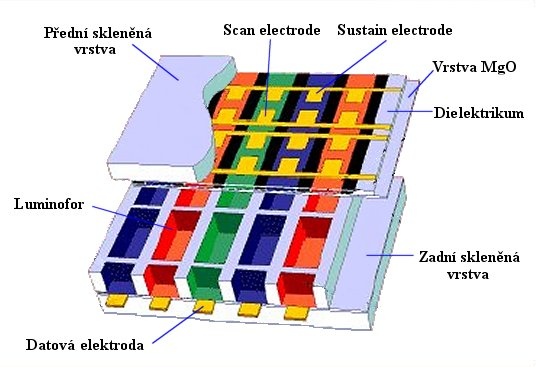 Přední skleněná
vrstva
Scan electrode
Sustain electrode
Vrstva MgO
Dielektrikum
Luminofor
Zadní skleněná
vrstva
Datová elektroda